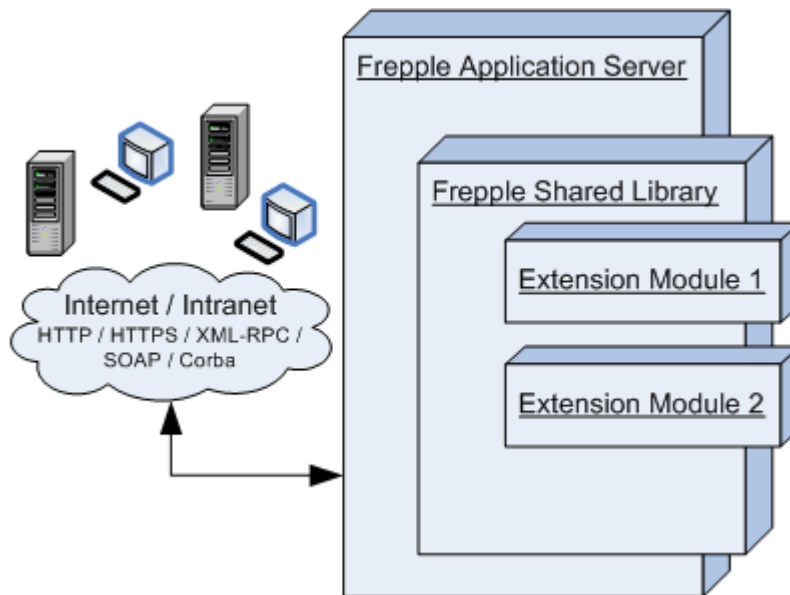 Frepple Application Server
Frepple Shared Library
Extension Module 1
Extension Module 2
Internet / Intranet
HTTP / HTTPS / XML-RPC /
SOAP / Corba